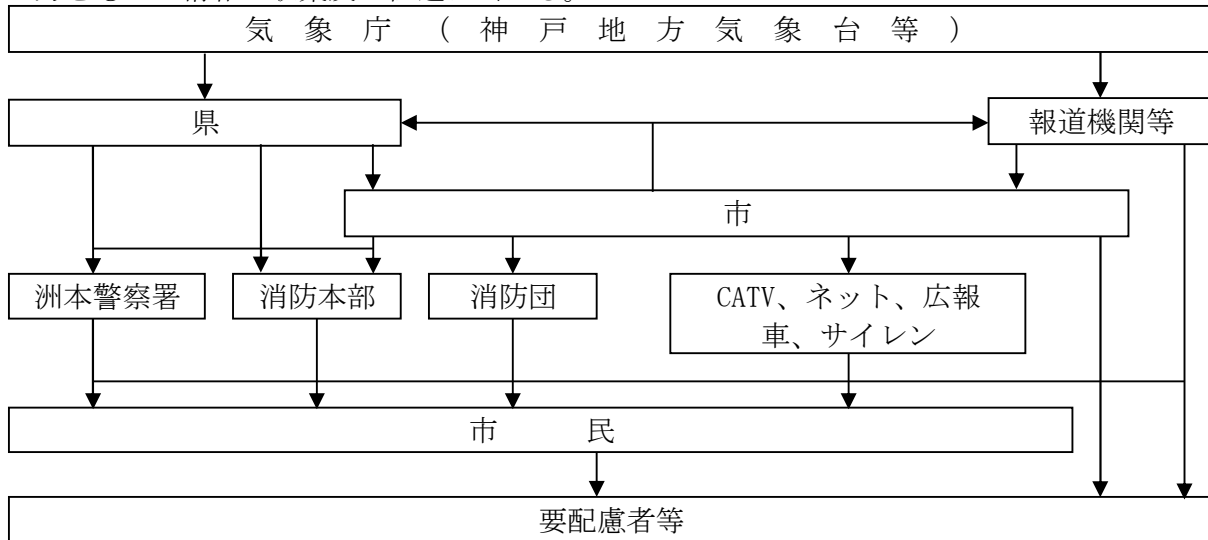 気象庁(神戸地方気象台等)
県
報道機関等
市
洲本警察署
消防本部
消防団
CATV、ネット、広報
車、サイレン
市民
要配慮者等